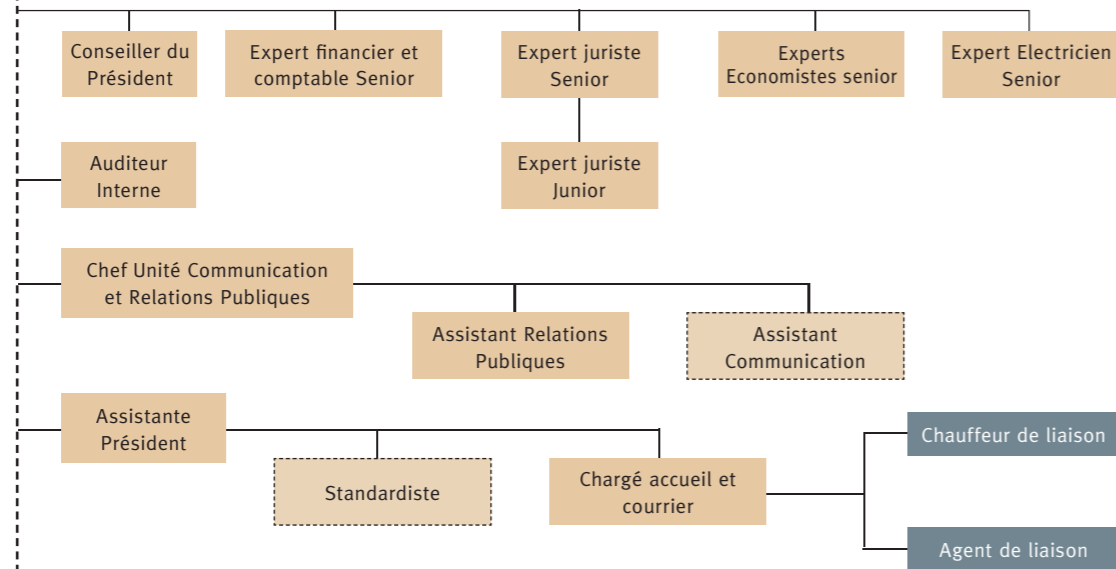 Conseiller du
Président
Expert financier et
comptable Senior
Expert juriste
Senior
Experts
Economistes senior
Expert Electricien
Senior
Auditeur
Interne
Expert juriste
Junior
Chef Unité Communication
et Relations Publiques
Assistant Relations
Publiques
Assistant
Communication
Assistante
Président
Standardiste
Chargé accueil et
courrier
Chauffeur de liaison
Agent de liaison